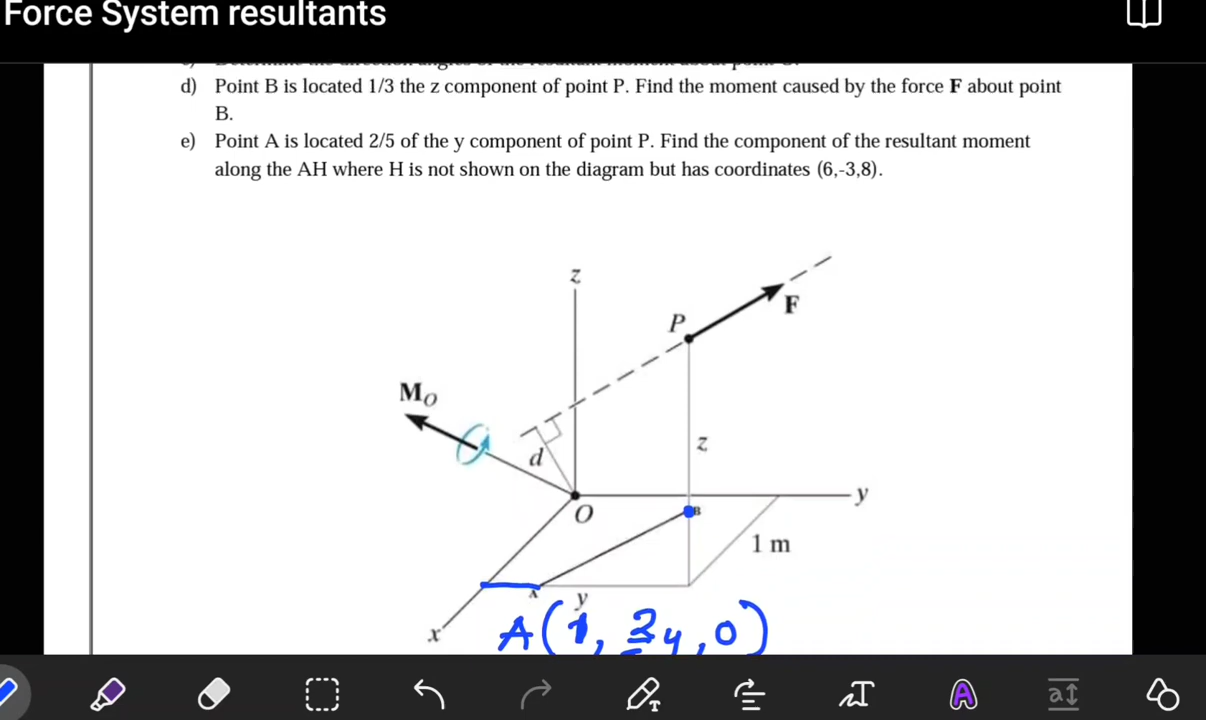 Force System resultants
d) Point B is located 1/3 the z component of point P. Find the moment caused by the force F about point
B.
e) Point A is located 2/5 of the y component of point P. Find the component of the resultant moment
along the AH where H is not shown on the diagram but has coordinates (6,-3,8).
z
P
F
M_O
z
d
y
O
B
1 m
A
y
x
A(1, 2y, 0)
T
T
A
a